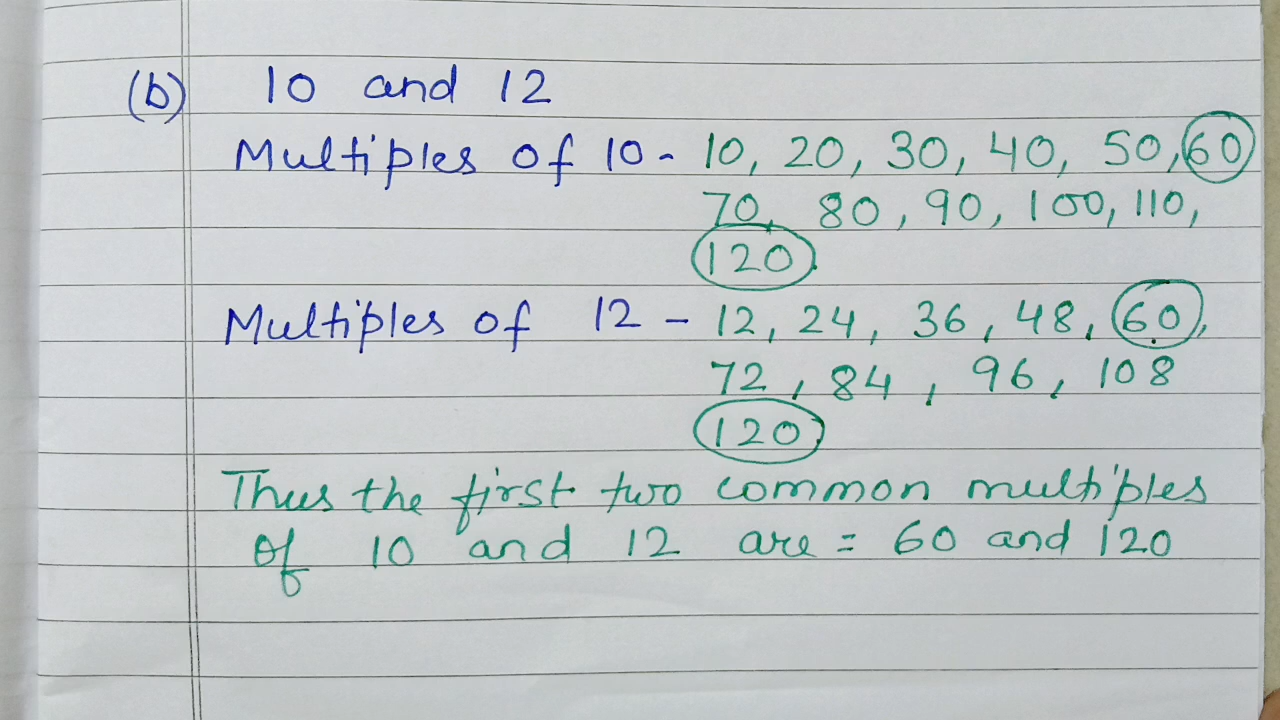 (b) 10 and 12
Multiples of 10 - 10, 20, 30, 40, 50, 60
70, 80, 90, 100, 110,
120.
Multiples of 12 - 12, 24, 36, 48, 60,
72, 84, 96, 108
120
Thus the first two common multiples
of 10 and 12 are = 60 and 120